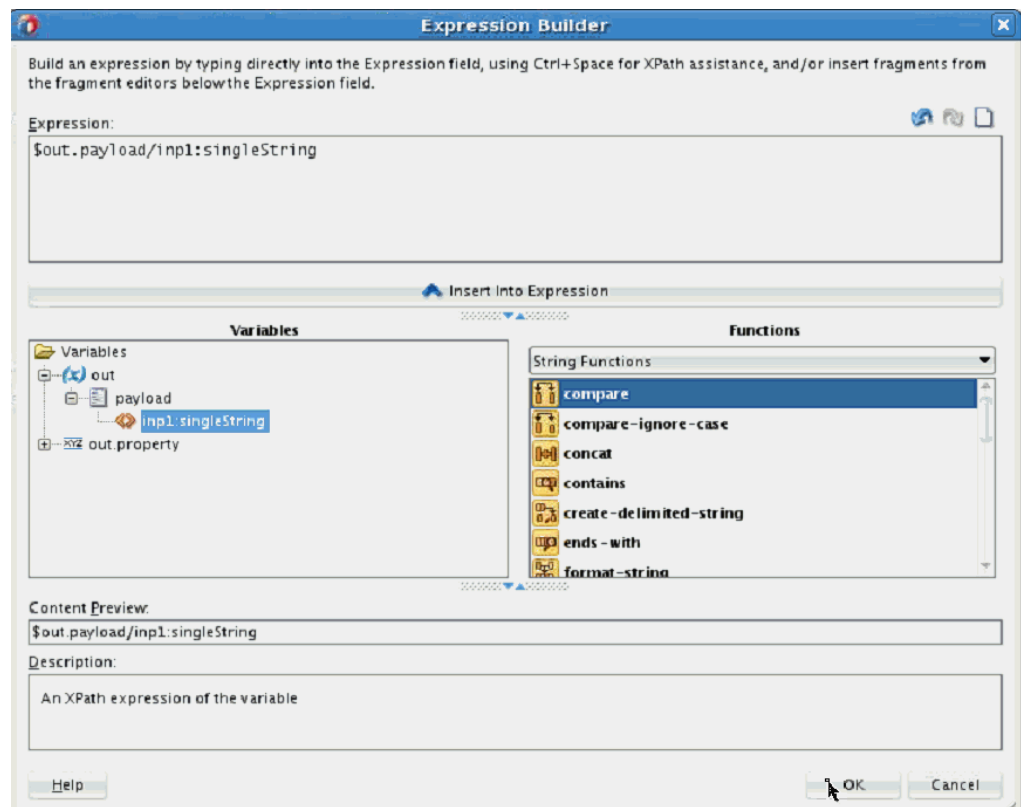 Expression Builder
Build an expression by typing directly into the Expression field, using Ctrl+Space for XPath assistance, and/or insert fragments from
the fragment editors below the Expression field.
Expression:
$out.payload/inp1:singleString
Insert Into Expression
Variables
Functions
Variables
(x) out
payload
inp1:singleString
XYZ out.property
String Functions
compare
compare-ignore-case
concat
contains
create-delimited-string
ends-with
format-string
Content Preview:
$out.payload/inp1:singleString
Description:
An XPath expression of the variable
Help
OK
Cancel